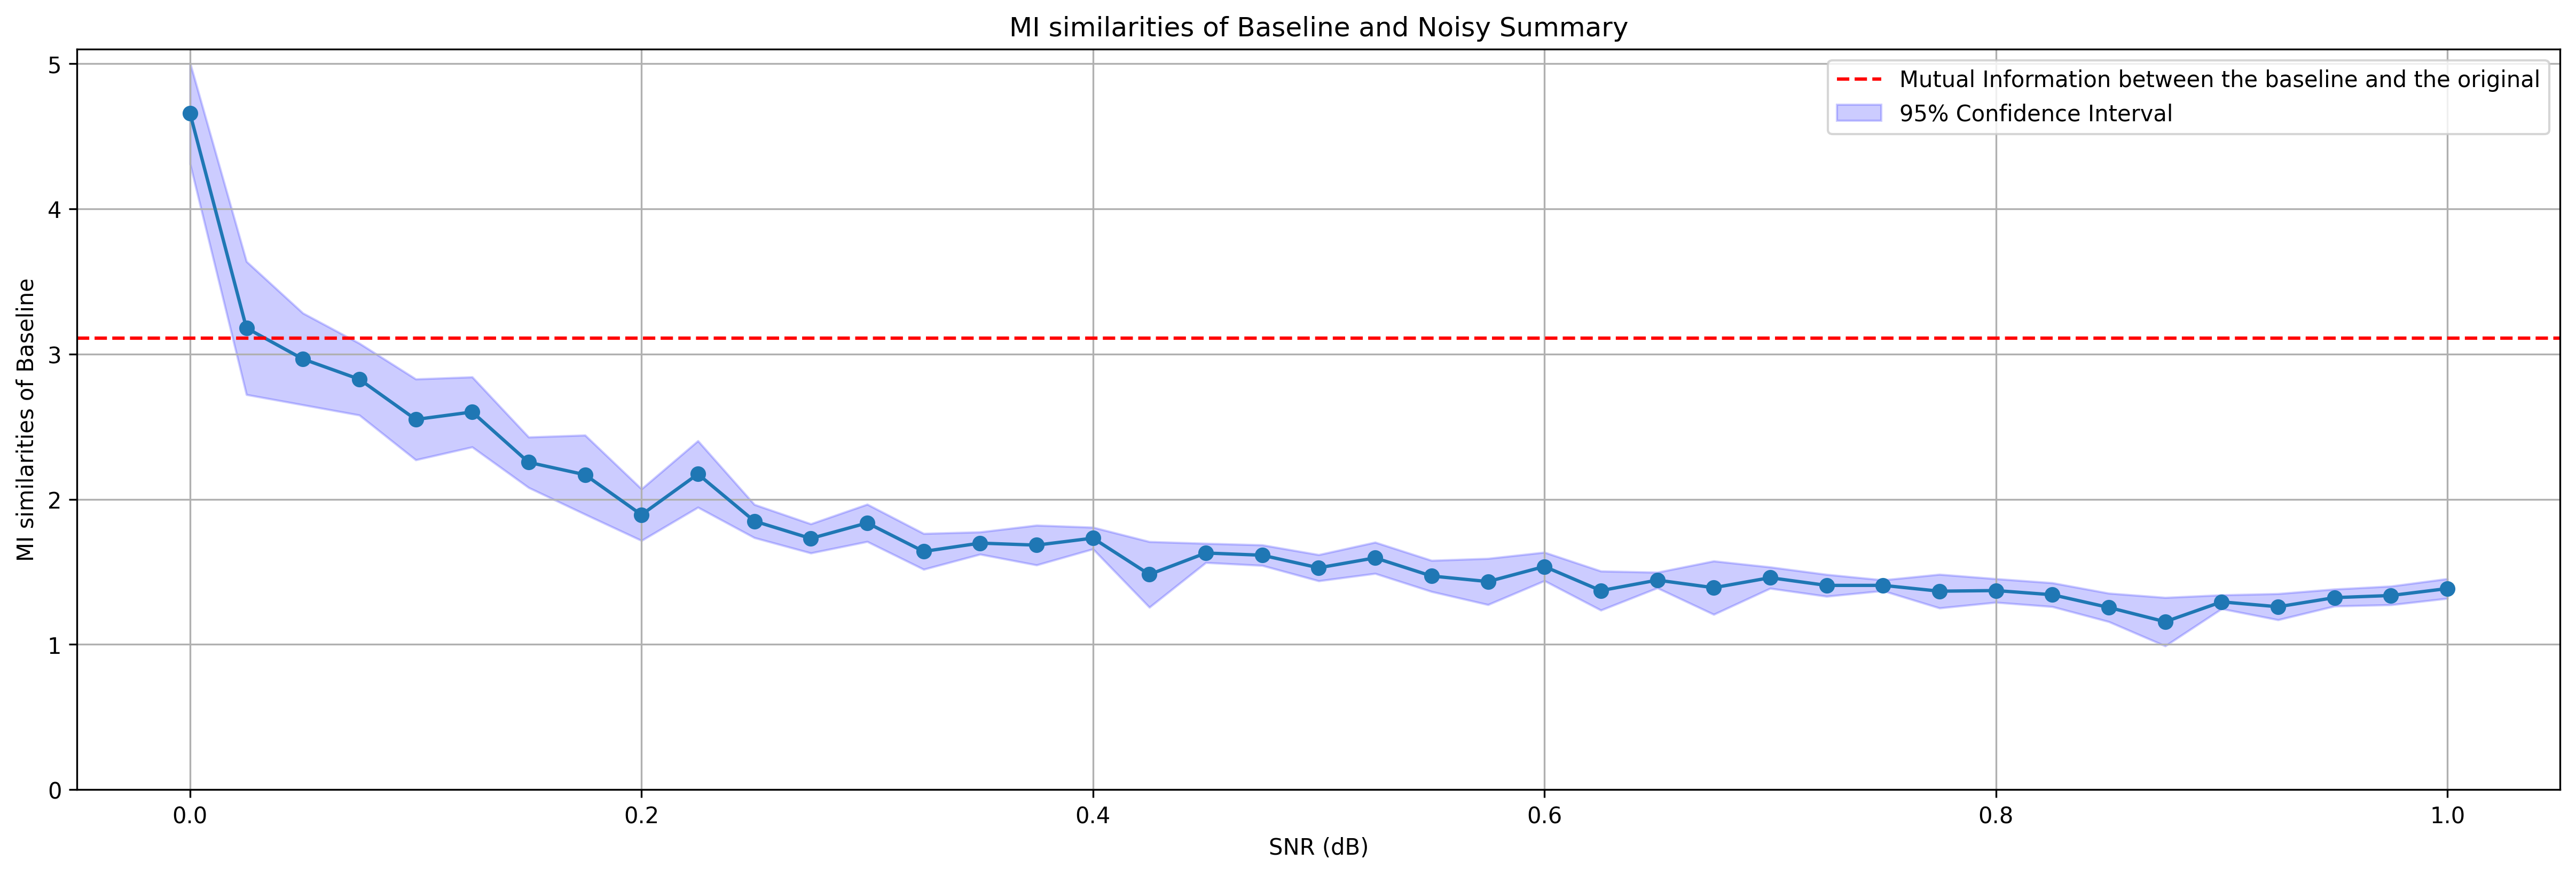 MI similarities of Baseline and Noisy Summary
Mutual Information between the baseline and the original
95% Confidence Interval
MI similarities of Baseline
5
4
3
2
1
0
0.0 0.2 0.4 0.6 0.8 1.0
SNR (dB)